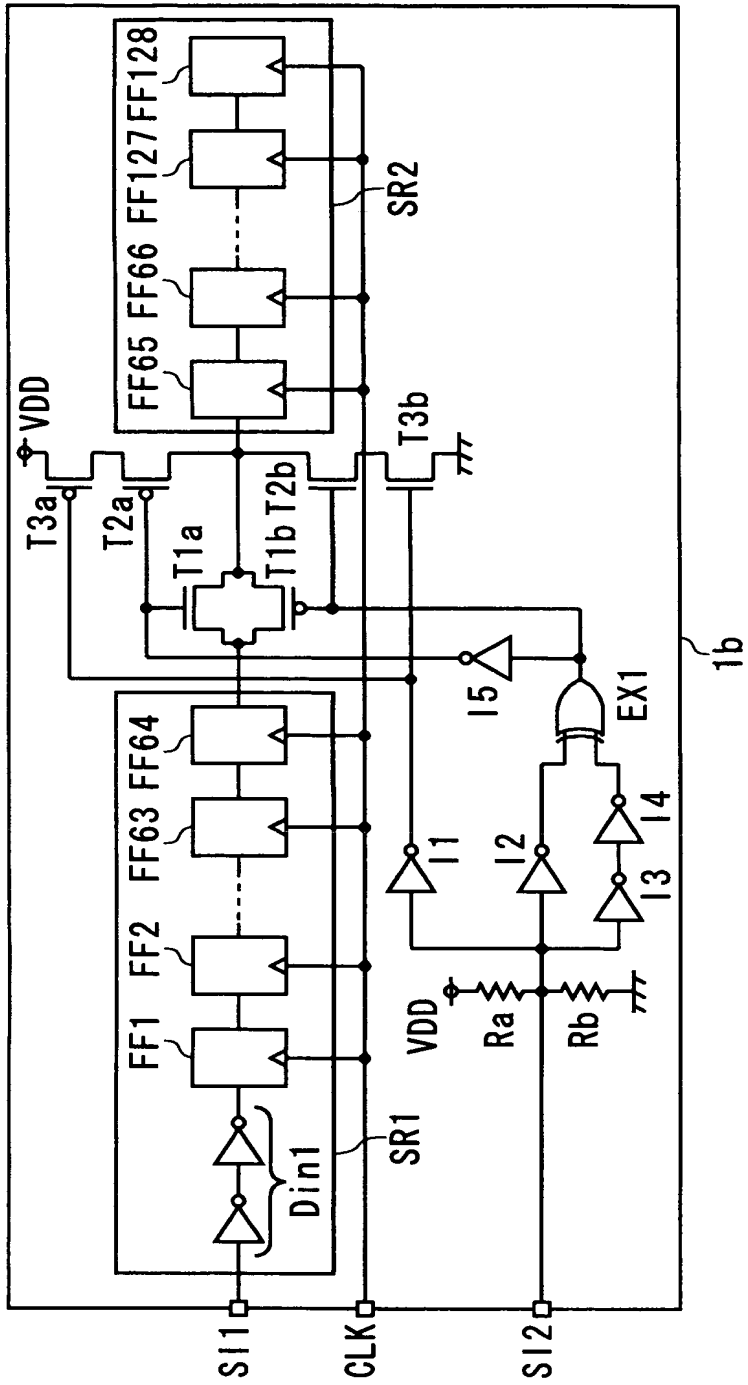 FF1
FF2
FF63
FF64
FF65
FF66
FF127
FF128
T3a
VDD
T2a
T1a
T1b
T2b
T3b
SI1
Din1
SR1
SR2
CLK
VDD
Ra
Rb
SI2
I1
I2
I3
I4
I5
EX1
1b